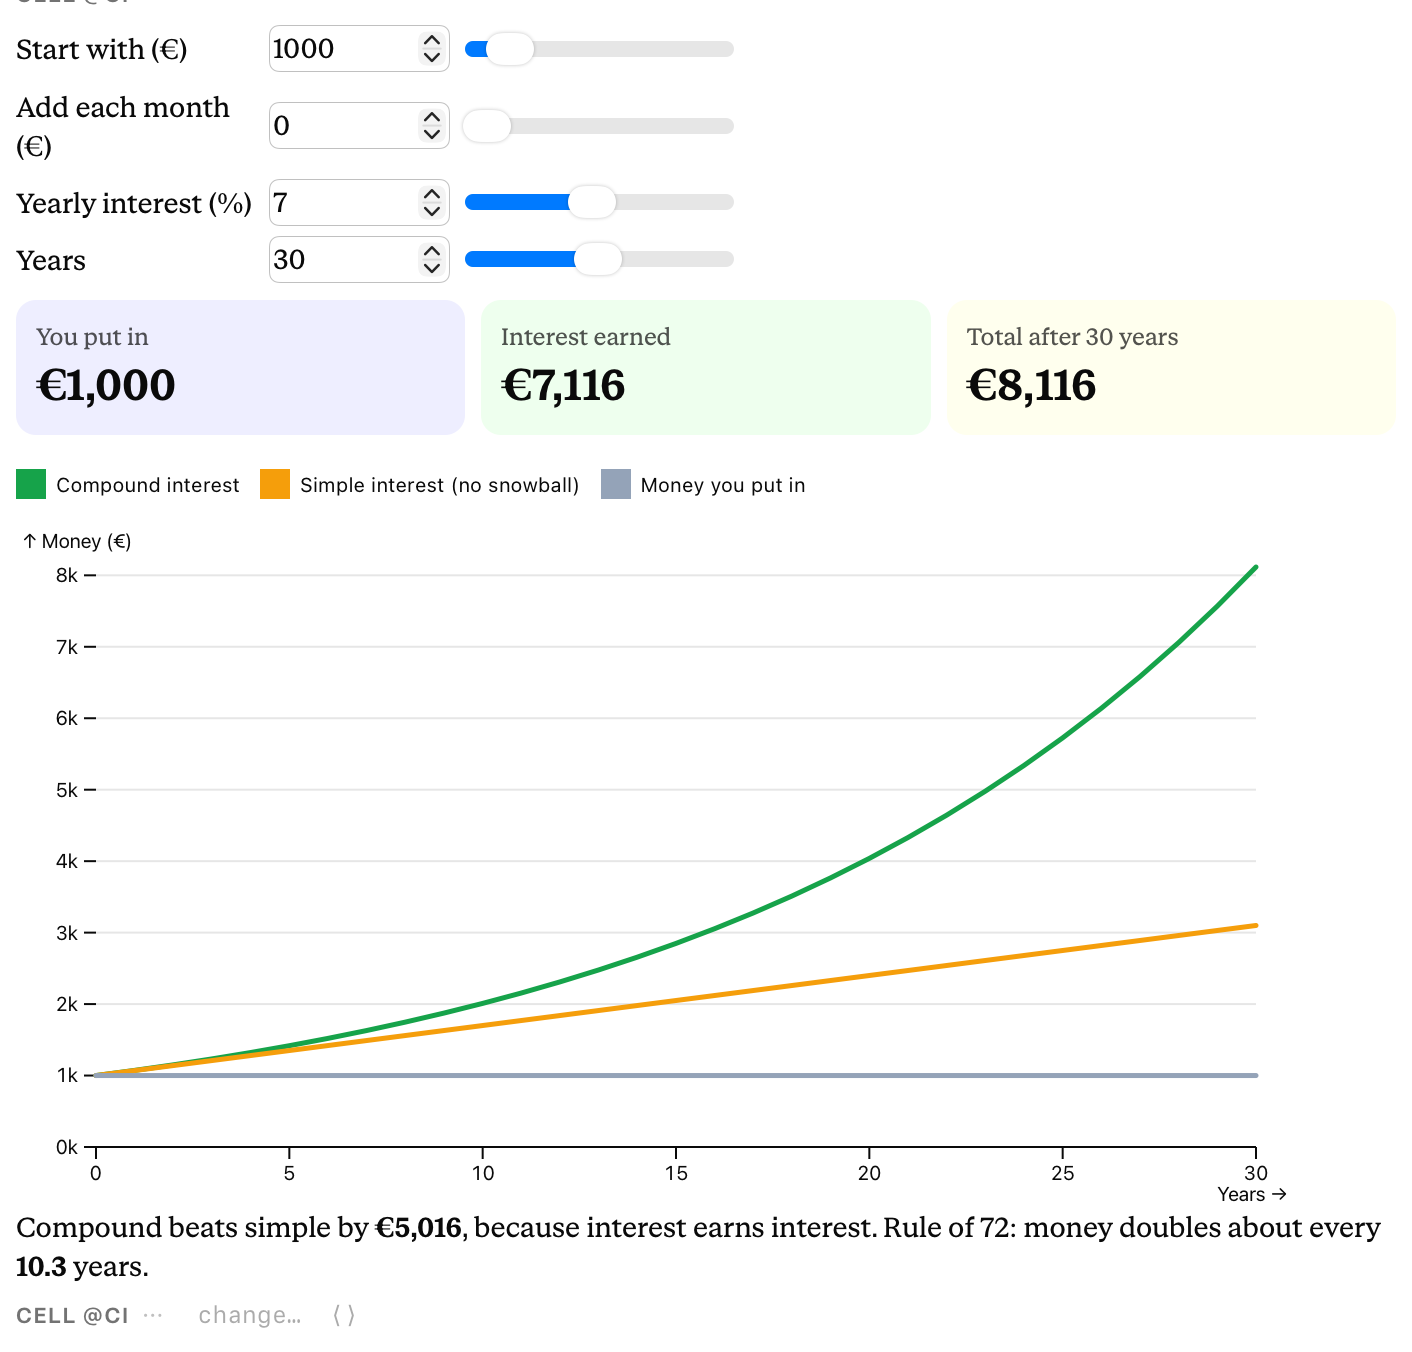 Start with (€)
1000
Add each month
(€)
0
Yearly interest (%)
7
Years
30
You put in
€1,000
Interest earned
€7,116
Total after 30 years
€8,116
Compound interest
Simple interest (no snowball)
Money you put in
↑ Money (€)
8k
7k
6k
5k
4k
3k
2k
1k
0k
0 5 10 15 20 25 30
Years →
Compound beats simple by €5,016, because interest earns interest. Rule of 72: money doubles about every
10.3 years.
CELL @CI ··· change… ⟨⟩